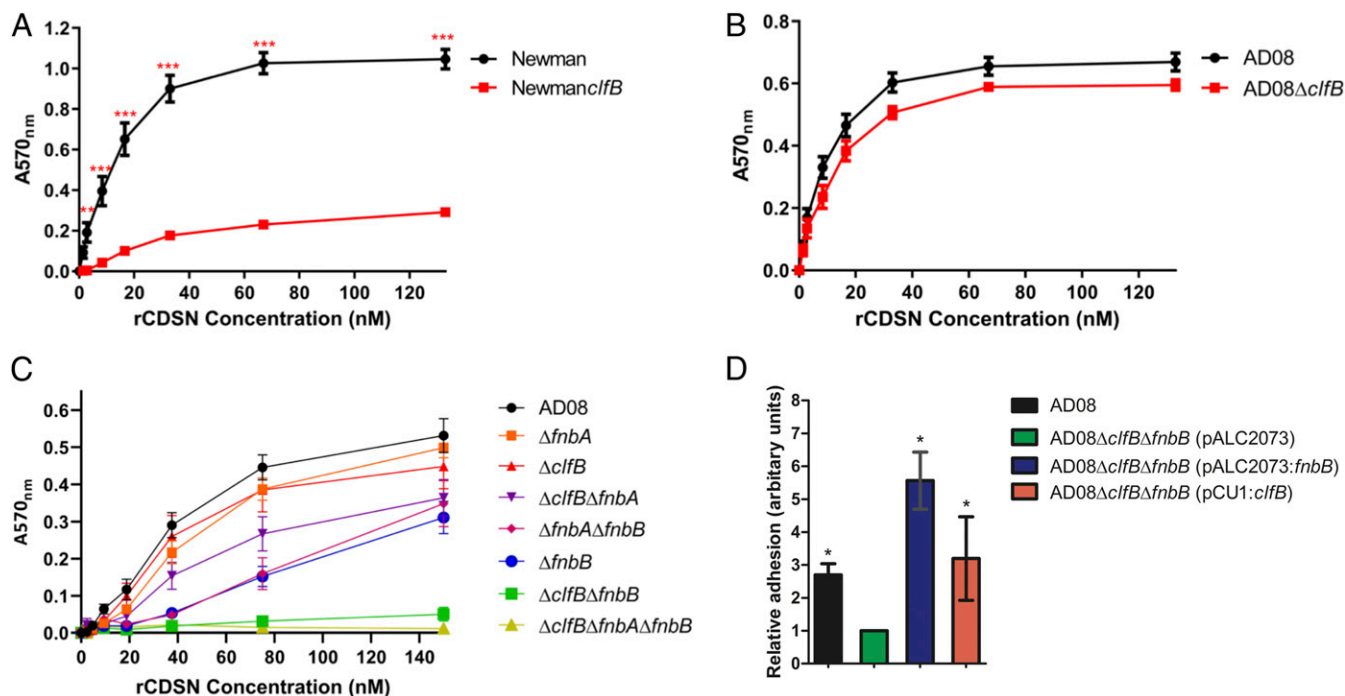 A
A570nm
1.2
1.0
0.8
0.6
0.4
0.2
0.0
**
***
***
***
***
***
0 20 40 60 80 100 120
rCDSN Concentration (nM)
Newman
NewmanclfB
B
A570nm
0.8
0.6
0.4
0.2
0.0
0 20 40 60 80 100 120
rCDSN Concentration (nM)
AD08
AD08ΔclfB
C
A570nm
0.6
0.5
0.4
0.3
0.2
0.1
0.0
0 20 40 60 80 100 120 140
rCDSN Concentration (nM)
AD08
ΔfnbA
ΔclfB
ΔclfBΔfnbA
ΔfnbAΔfnbB
ΔfnbB
ΔclfBΔfnbB
ΔclfBΔfnbAΔfnbB
D
Relative adhesion (arbitrary units)
8
7
6
5
4
3
2
1
0
*
*
*
AD08
AD08ΔclfBΔfnbB (pALC2073)
AD08ΔclfBΔfnbB (pALC2073:fnbB)
AD08ΔclfBΔfnbB (pCU1:clfB)